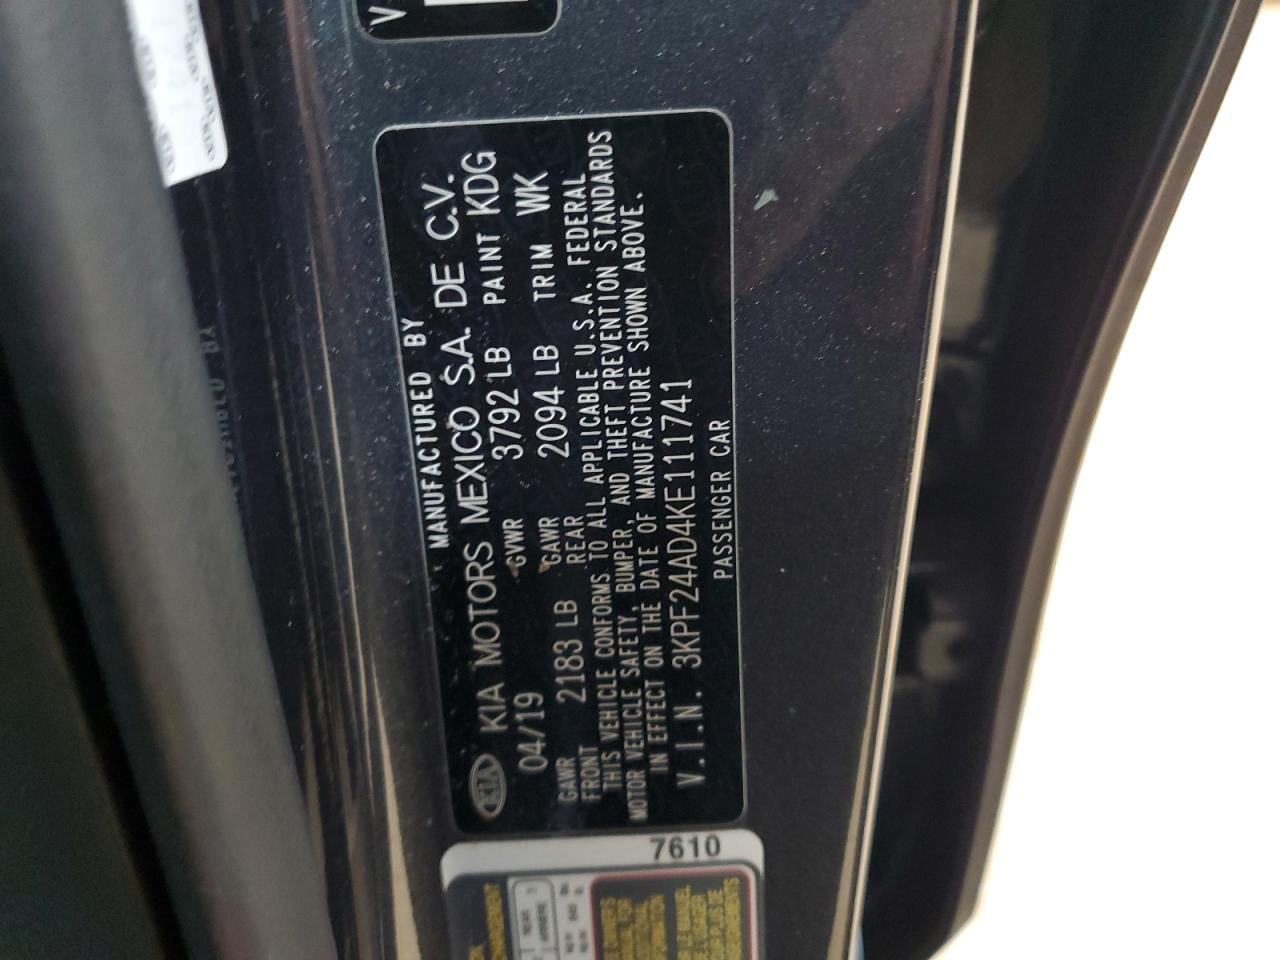 MANUFACTURED BY
KIA KIA MOTORS MEXICO S.A. DE C.V.
04/19 GVWR 3792 LB PAINT KDG
GAWR FRONT 2183 LB GAWR REAR 2094 LB TRIM WK
THIS VEHICLE CONFORMS TO ALL APPLICABLE U.S.A. FEDERAL
MOTOR VEHICLE SAFETY, BUMPER, AND THEFT PREVENTION STANDARDS
IN EFFECT ON THE DATE OF MANUFACTURE SHOWN ABOVE.
V.I.N. 3KPF24AD4KE111741
PASSENGER CAR
7610
V
REAR